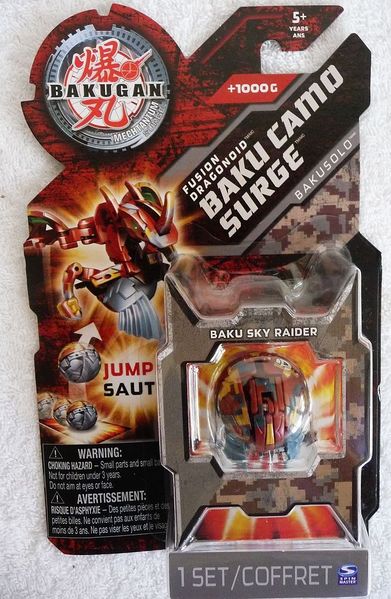 爆
BAKUGAN
丸
MECHTANIUM
SURGE
5+
YEARS
ANS
+1000G
FUSION
DRAGONOID
BAKU CAMO
SURGE
BAKUSOLO
BAKU SKY RAIDER
JUMP
SAUT
WARNING:
CHOKING HAZARD – Small parts and small ba
Not for children under 3 years.
Do not aim at eyes or face.
AVERTISSEMENT:
RISQUE D'ASPHYXIE – Des petites pièces et des
petites billes. Ne convient pas aux enfants de
moins de 3 ans. Ne pas viser les yeux et le visage
1 SET/COFFRET
SPIN
MASTER